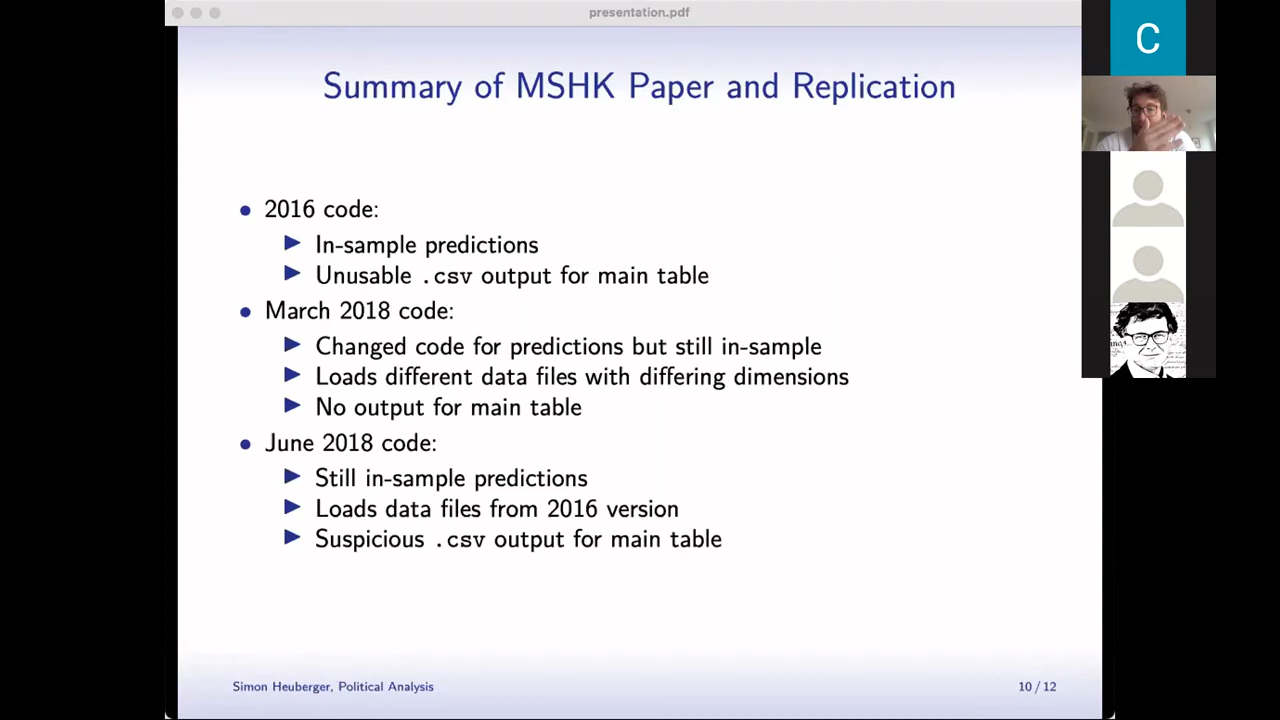 presentation.pdf
Summary of MSHK Paper and Replication
2016 code:
In-sample predictions
Unusable .csv output for main table
March 2018 code:
Changed code for predictions but still in-sample
Loads different data files with differing dimensions
No output for main table
June 2018 code:
Still in-sample predictions
Loads data files from 2016 version
Suspicious .csv output for main table
Simon Heuberger, Political Analysis
10 / 12
C